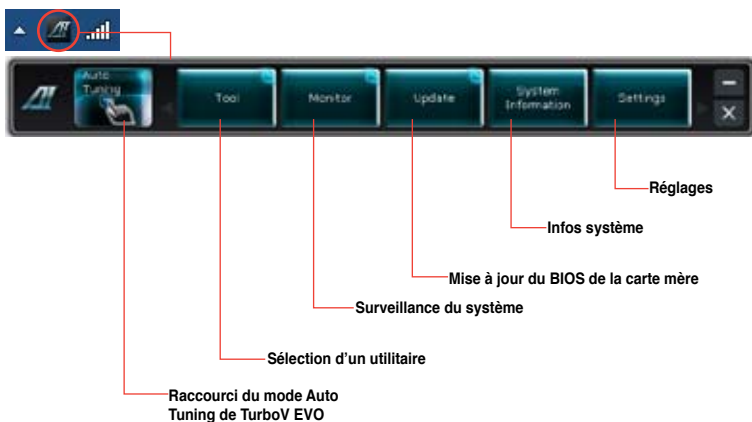 Auto
Tuning
Tool
Monitor
Update
System
Information
Settings
Réglages
Infos système
Mise à jour du BIOS de la carte mère
Surveillance du système
Sélection d'un utilitaire
Raccourci du mode Auto
Tuning de TurboV EVO